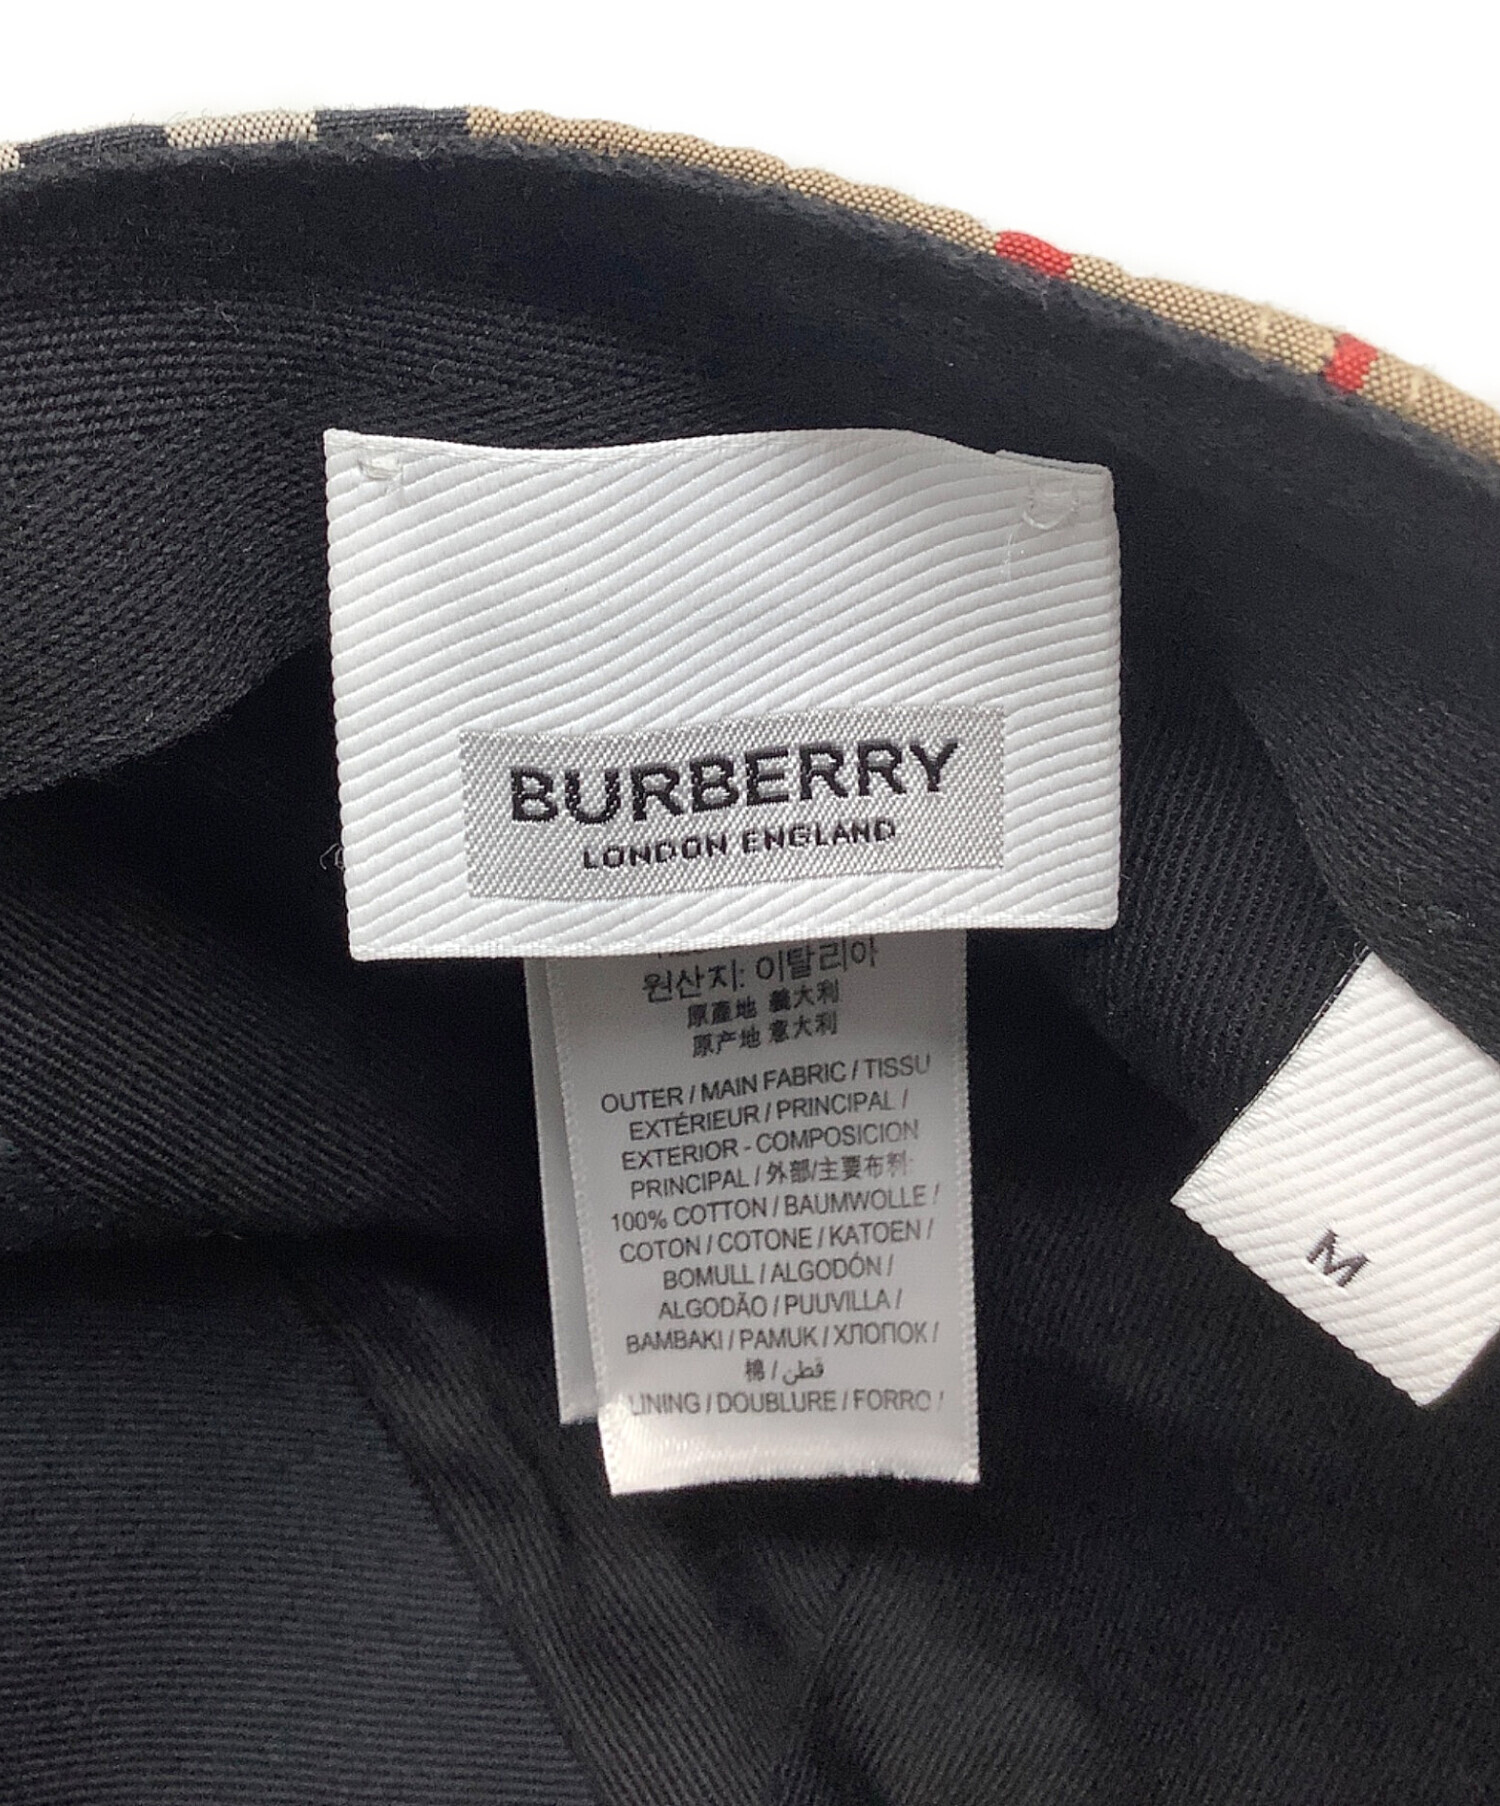 BURBERRY
LONDON ENGLAND
원산지: 이탈리아
原產地 義大利
原产地 意大利
OUTER / MAIN FABRIC / TISSU
EXTÉRIEUR / PRINCIPAL /
EXTERIOR - COMPOSICION
PRINCIPAL / 外部/主要布料:
100% COTTON / BAUMWOLLE /
COTON / COTONE / KATOEN /
BOMULL / ALGODÓN /
ALGODÃO / PUUVILLA /
BAMBAKI / PAMUK / ХЛОПОК /
棉 / قطن
LINING / DOUBLURE / FORRO /
M